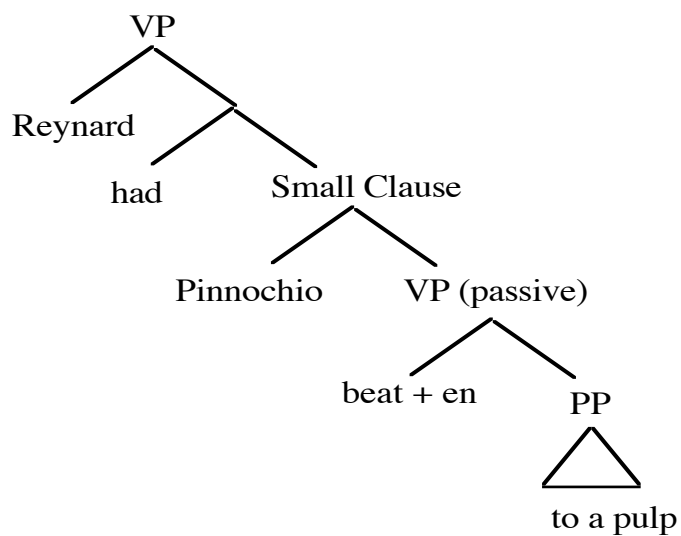 VP
Reynard
had
Small Clause
Pinnochio
VP (passive)
beat + en
PP
to a pulp